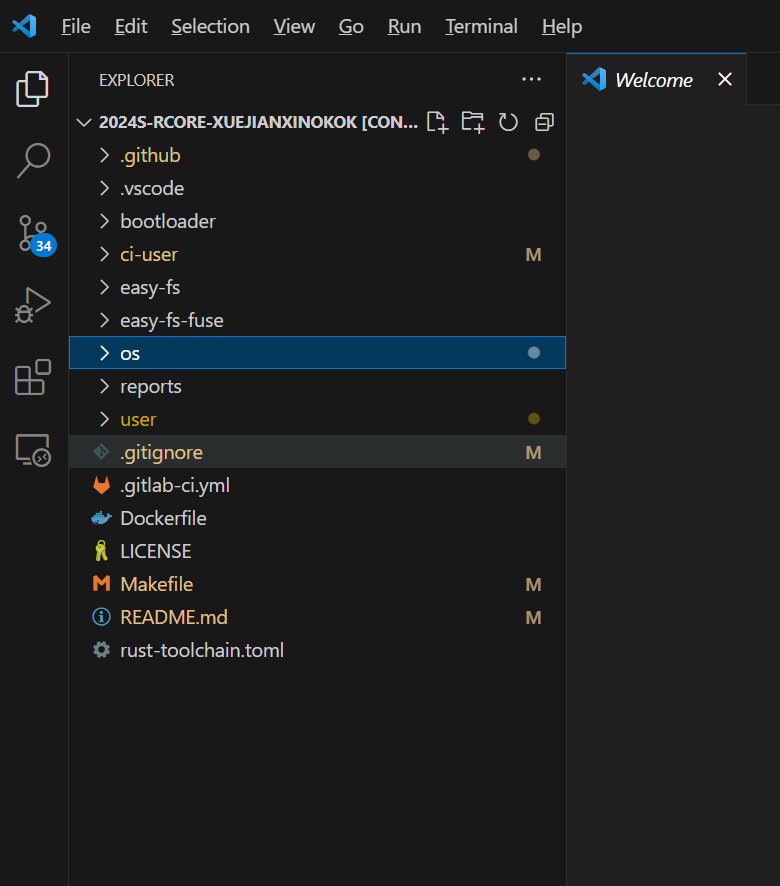 File Edit Selection View Go Run Terminal Help
EXPLORER ...
Welcome
2024S-RCORE-XUEJIANXINOKOK [CON...
.github
.vscode
bootloader
34
ci-user M
easy-fs
easy-fs-fuse
os
reports
user
.gitignore M
.gitlab-ci.yml
Dockerfile
LICENSE
Makefile M
README.md M
rust-toolchain.toml